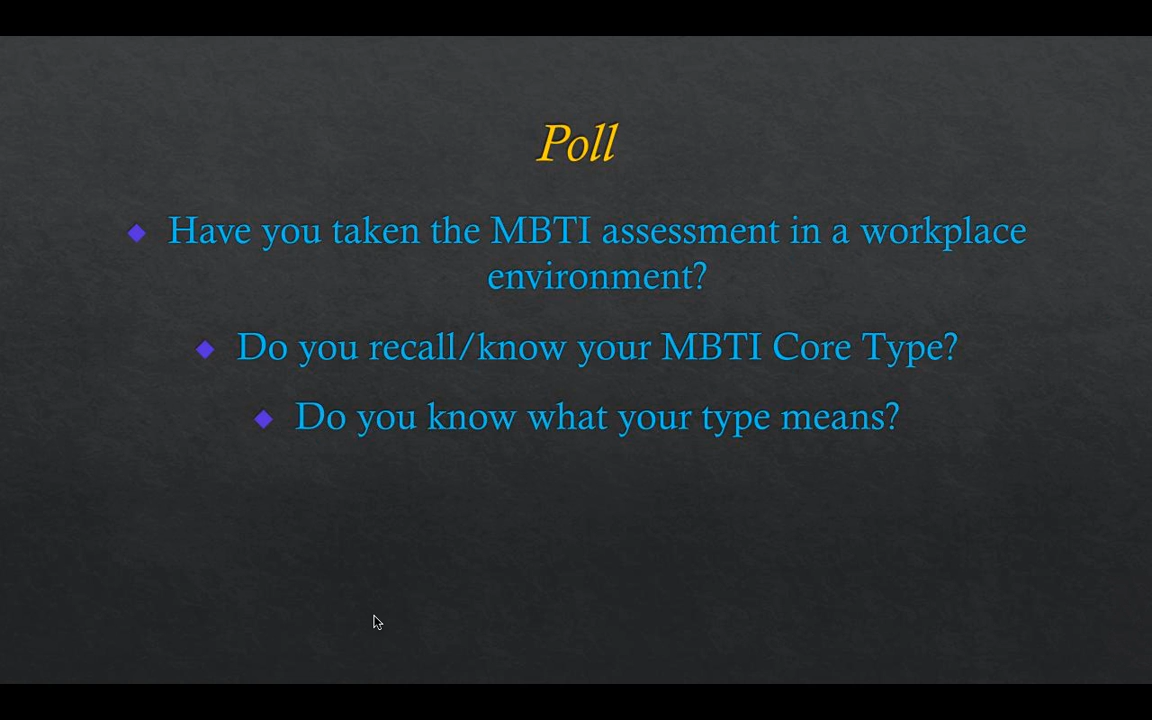 Poll
Have you taken the MBTI assessment in a workplace
environment?
Do you recall/know your MBTI Core Type?
Do you know what your type means?